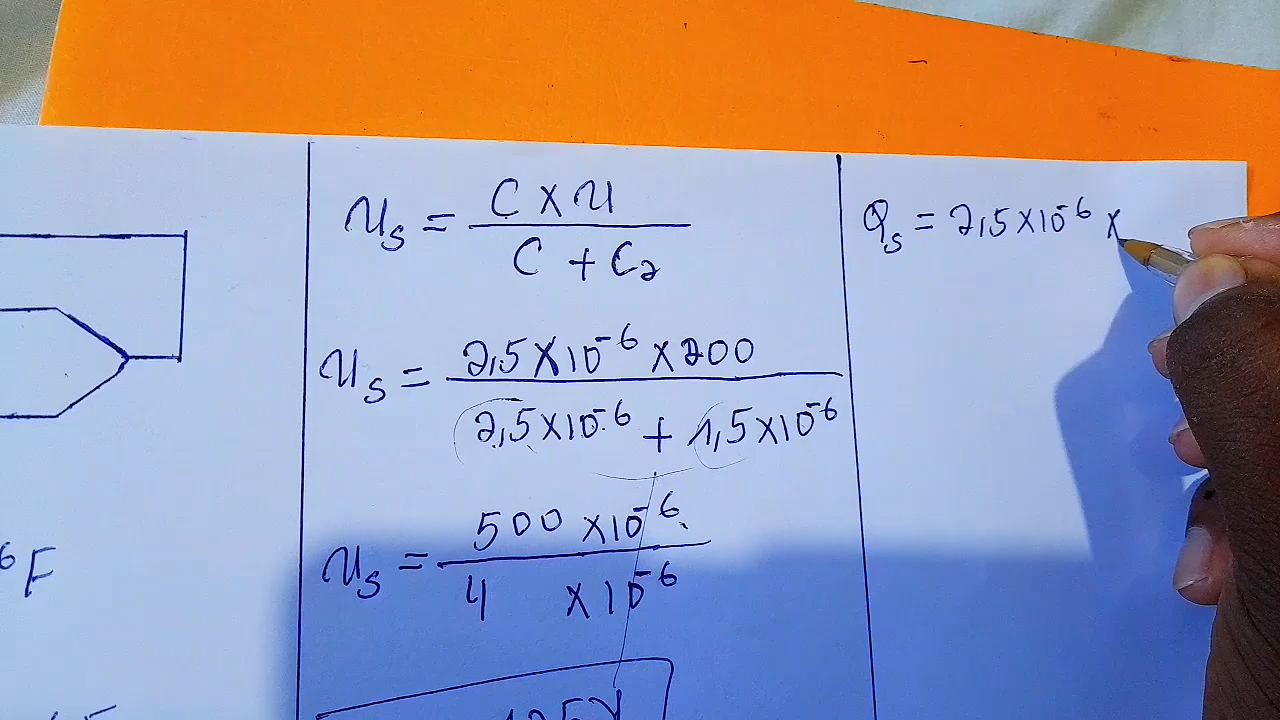 ⁶F
Us = C x U / C + C₂
Us = 2,5 x 10⁻⁶ x 200 / 2,5 x 10⁻⁶ + 1,5 x 10⁻⁶
Us = 500 x 10⁻⁶ / 4 x 10⁻⁶
Qs = 2,5 x 10⁻⁶ x